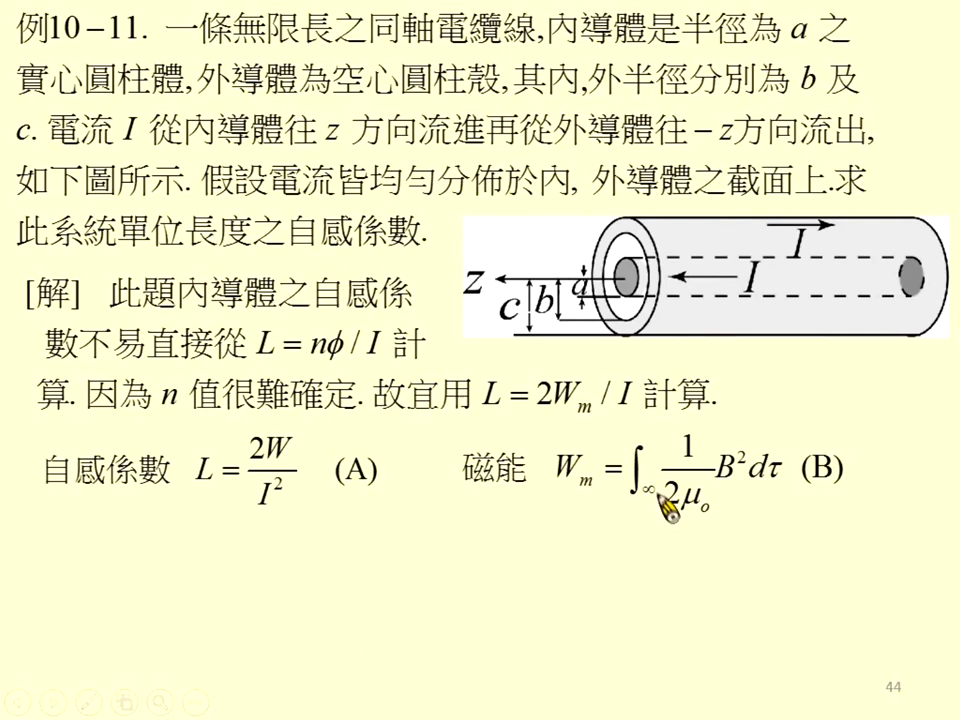 例10－11. 一條無限長之同軸電纜線,內導體是半徑為 a 之
實心圓柱體,外導體為空心圓柱殼,其內,外半徑分別為 b 及
c. 電流 I 從內導體往 z 方向流進再從外導體往－z方向流出,
如下圖所示. 假設電流皆均勻分佈於內, 外導體之截面上.求
此系統單位長度之自感係數.
I
z
I
a
c
b
[解] 此題內導體之自感係
數不易直接從 L = nϕ / I 計
算. 因為 n 值很難確定. 故宜用 L = 2Wₘ / I 計算.
自感係數 L = 2W / I² (A) 磁能 Wₘ = ∫∞ 1/2μₒ B²dτ (B)
44